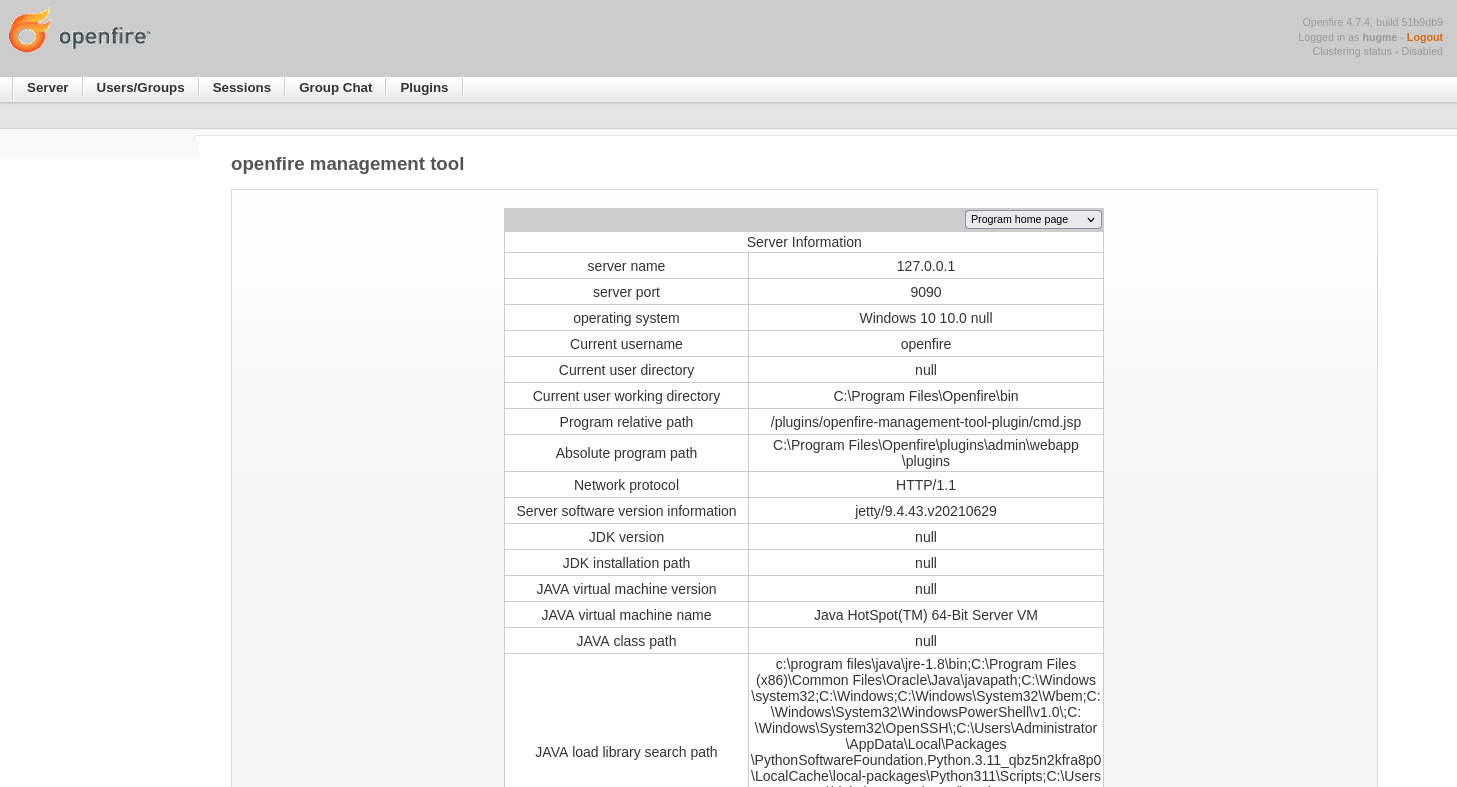 openfire™
Openfire 4.7.4, build 51b9db9
Logged in as hugme - Logout
Clustering status - Disabled
Server Users/Groups Sessions Group Chat Plugins
openfire management tool
Program home page
Server Information
server name 127.0.0.1
server port 9090
operating system Windows 10 10.0 null
Current username openfire
Current user directory null
Current user working directory C:\Program Files\Openfire\bin
Program relative path /plugins/openfire-management-tool-plugin/cmd.jsp
Absolute program path C:\Program Files\Openfire\plugins\admin\webapp
\plugins
Network protocol HTTP/1.1
Server software version information jetty/9.4.43.v20210629
JDK version null
JDK installation path null
JAVA virtual machine version null
JAVA virtual machine name Java HotSpot(TM) 64-Bit Server VM
JAVA class path null
JAVA load library search path
c:\program files\java\jre-1.8\bin;C:\Program Files
(x86)\Common Files\Oracle\Java\javapath;C:\Windows
\system32;C:\Windows;C:\Windows\System32\Wbem;C:
\Windows\System32\WindowsPowerShell\v1.0\;C:
\Windows\System32\OpenSSH\;C:\Users\Administrator
\AppData\Local\Packages
\PythonSoftwareFoundation.Python.3.11_qbz5n2kfra8p0
\LocalCache\local-packages\Python311\Scripts;C:\Users